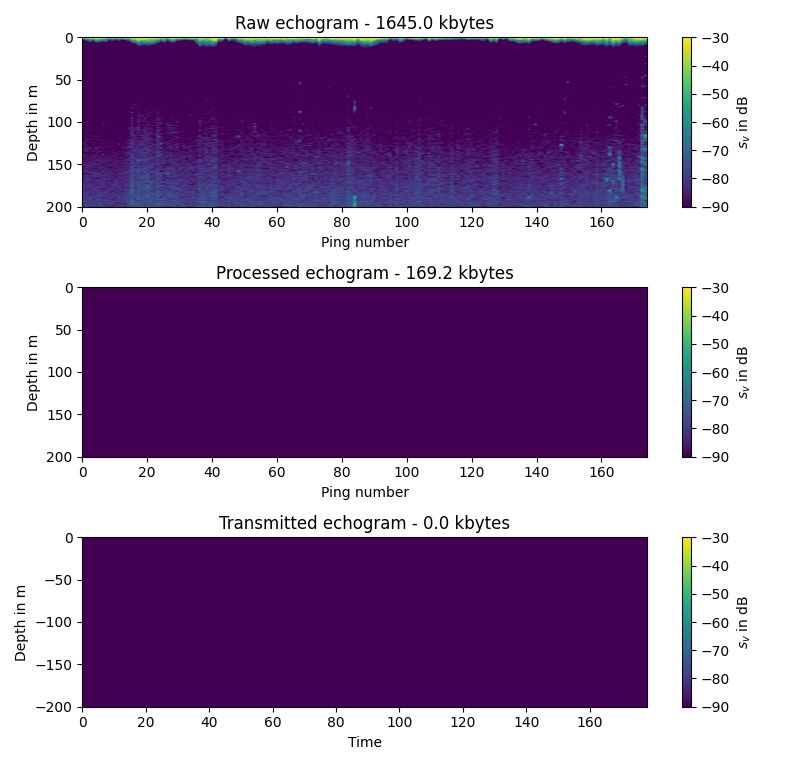 Raw echogram - 1645.0 kbytes
0
50
100
150
200
Depth in m
0 20 40 60 80 100 120 140 160
Ping number
−30
−40
−50
−60
−70
−80
−90
s_v in dB
Processed echogram - 169.2 kbytes
0
50
100
150
200
Depth in m
0 20 40 60 80 100 120 140 160
Ping number
−30
−40
−50
−60
−70
−80
−90
s_v in dB
Transmitted echogram - 0.0 kbytes
0
−50
−100
−150
−200
Depth in m
0 20 40 60 80 100 120 140 160
Time
−30
−40
−50
−60
−70
−80
−90
s_v in dB